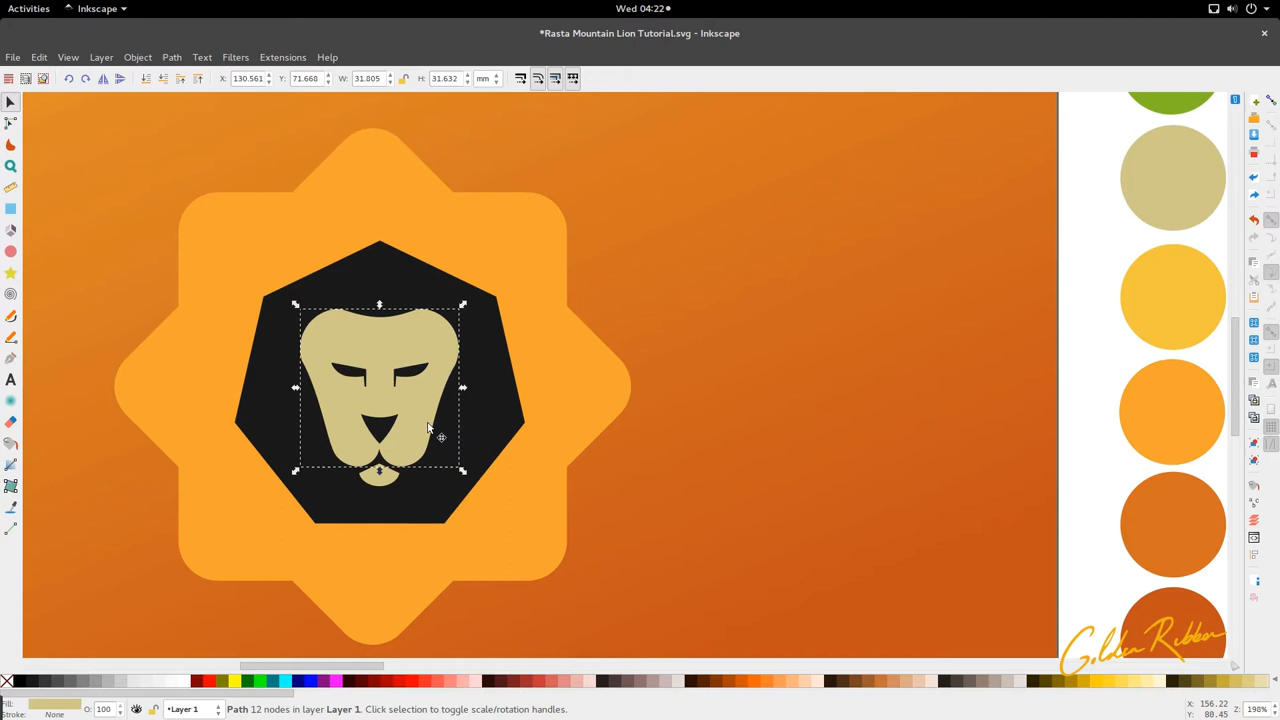 Activities Inkscape Wed 04:22
*Rasta Mountain Lion Tutorial.svg - Inkscape
File Edit View Layer Object Path Text Filters Extensions Help
X: 130.561 Y: 71.668 W: 31.805 H: 31.632 mm
Golden Ribbon
Fill:
Stroke: None O: 100 •Layer 1 Path 12 nodes in layer Layer 1. Click selection to toggle scale/rotation handles. X: 156.22 Y: 80.45 Z: 198%